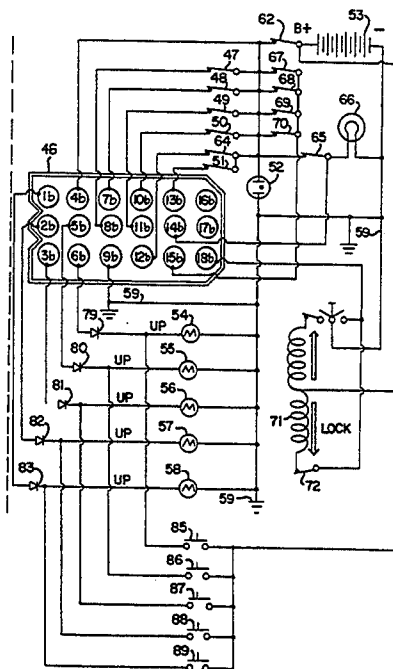 62 B+ 53 -
47 67
48 68
49 69 66
50 70
64 65
46 51 52
1b 4b 7b 10b 13b 16b
2b 5b 8b 11b 14b 17b
3b 6b 9b 12b 15b 18b
59
59
79 UP 54
80 UP 55
81 UP 56
71 LOCK
82 UP 57
72
83 UP 58
59
85
86
87
88
89